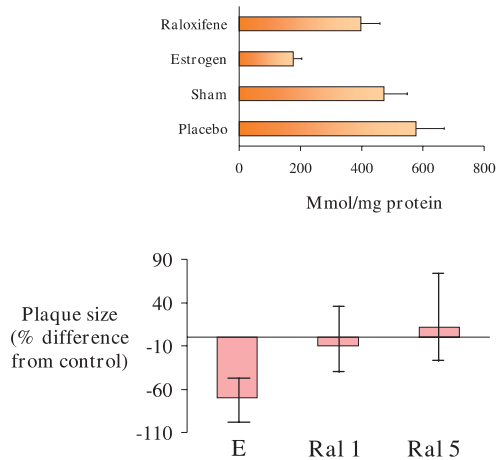 Raloxifene
Estrogen
Sham
Placebo
0 200 400 600 800
Mmol/mg protein
90
40
-10
-60
-110
Plaque size
(% difference
from control)
E Ral 1 Ral 5